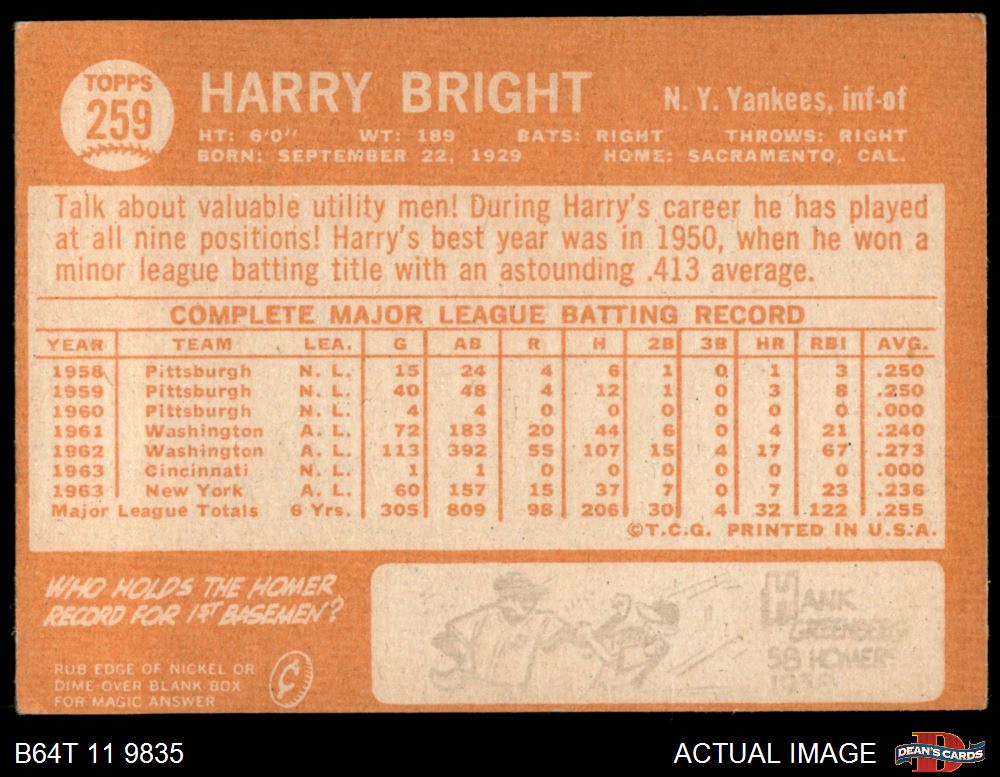 TOPPS
259
HARRY BRIGHT
N. Y. Yankees, inf-of
HT: 6'0" WT: 189 BATS: RIGHT THROWS: RIGHT
BORN: SEPTEMBER 22, 1929 HOME: SACRAMENTO, CAL.
Talk about valuable utility men! During Harry's career he has played
at all nine positions! Harry's best year was in 1950, when he won a
minor league batting title with an astounding .413 average.
COMPLETE MAJOR LEAGUE BATTING RECORD
YEAR TEAM LEA. G AB R H 2B 3B HR RBI AVG.
1958 Pittsburgh N. L. 15 24 4 6 1 0 1 3 .250
1959 Pittsburgh N. L. 40 48 4 12 1 0 3 8 .250
1960 Pittsburgh N. L. 4 4 0 0 0 0 0 0 .000
1961 Washington A. L. 72 183 20 44 6 0 4 21 .240
1962 Washington A. L. 113 392 55 107 15 4 17 67 .273
1963 Cincinnati N. L. 1 1 0 0 0 0 0 0 .000
1963 New York A. L. 60 157 15 37 7 0 7 23 .236
Major League Totals 6 Yrs. 305 809 98 206 30 4 32 122 .255
©T.C.G. PRINTED IN U.S.A.
WHO HOLDS THE HOMER
RECORD FOR 1ST BASEMEN?
RUB EDGE OF NICKEL OR
DIME OVER BLANK BOX
FOR MAGIC ANSWER
HANK
GREENBERG
58 HOMERS
1938
B64T 11 9835
ACTUAL IMAGE
D
DEAN'S CARDS